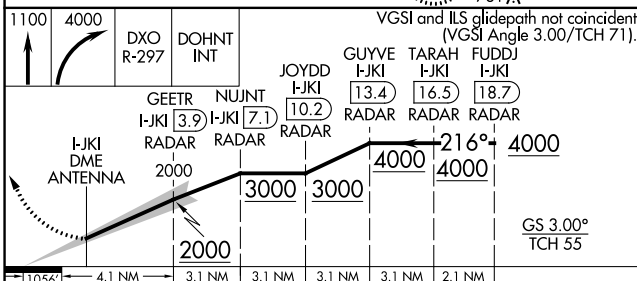 VGSI and ILS glidepath not coincident
(VGSI Angle 3.00/TCH 71).
1100
4000
DXO
R-297
DOHNT
INT
GEETR
I-JKI 3.9
RADAR
NUJNT
I-JKI 7.1
RADAR
JOYDD
I-JKI
10.2
RADAR
GUYVE
I-JKI
13.4
RADAR
TARAH
I-JKI
16.5
RADAR
FUDDJ
I-JKI
18.7
RADAR
I-JKI
DME
ANTENNA
2000
2000
3000
3000
4000
216°
4000
4000
GS 3.00°
TCH 55
1056'
4.1 NM
3.1 NM
3.1 NM
3.1 NM
3.1 NM
2.1 NM